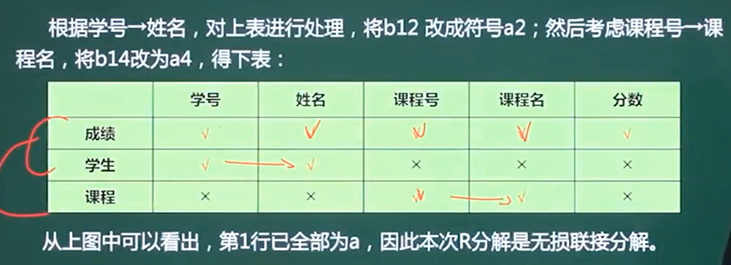 根据学号→姓名，对上表进行处理，将b12 改成符号a2；然后考虑课程号→课
程名，将b14改为a4，得下表：
学号 姓名 课程号 课程名 分数
成绩 √ √ √ √ √
学生 √ √ × × ×
课程 × × √ √ ×
从上图中可以看出，第1行已全部为a，因此本次R分解是无损联接分解。